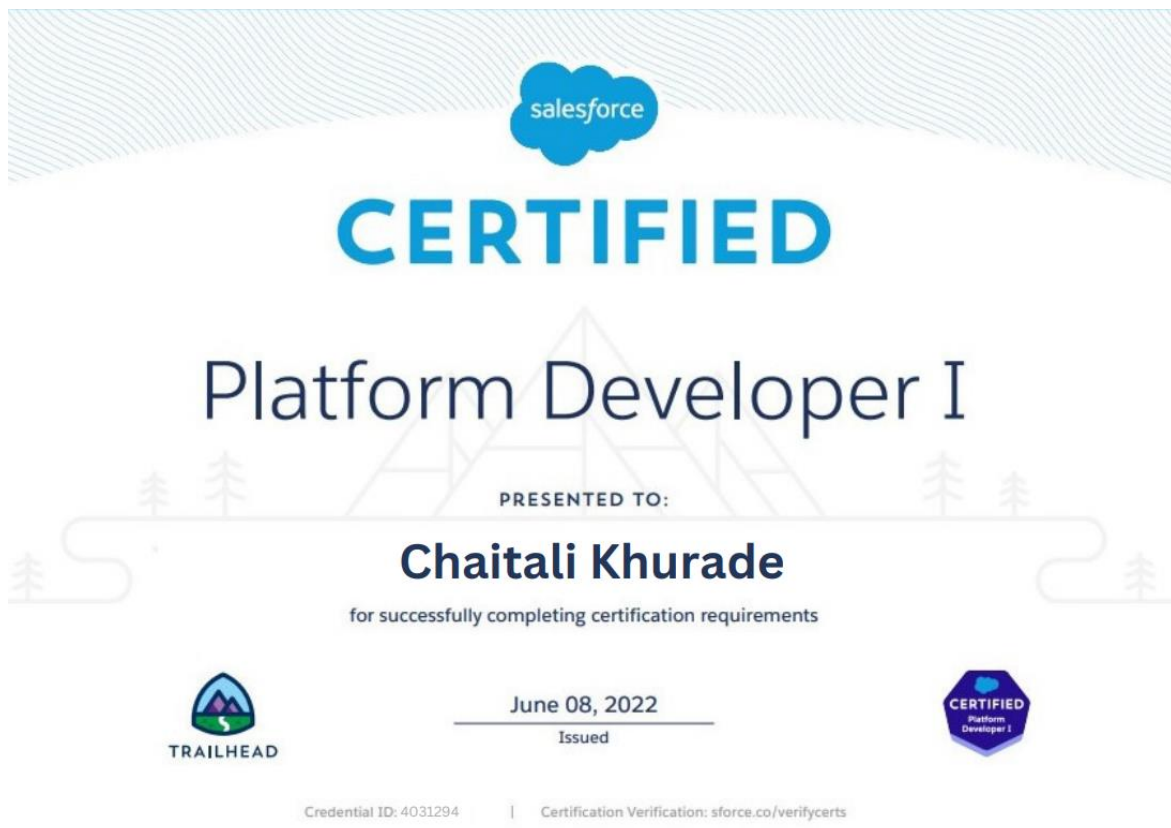 salesforce
CERTIFIED
Platform Developer I
PRESENTED TO:
Chaitali Khurade
for successfully completing certification requirements
TRAILHEAD
June 08, 2022
Issued
CERTIFIED
Platform
Developer I
Credential ID: 4031294 | Certification Verification: sforce.co/verifycerts